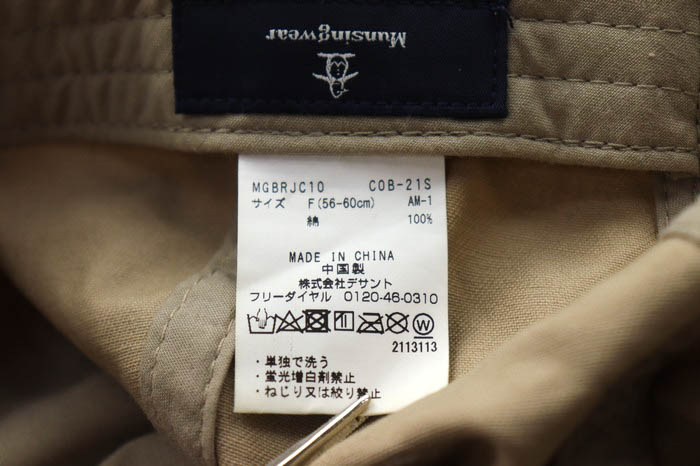 Munsingwear
MGBRJC10 COB-21S
サイズ F(56-60cm) AM-1
綿 100%
MADE IN CHINA
中国製
株式会社デサント
フリーダイヤル 0120-46-0310
W
2113113
・単独で洗う
・蛍光増白剤禁止
・ねじり又は絞り禁止